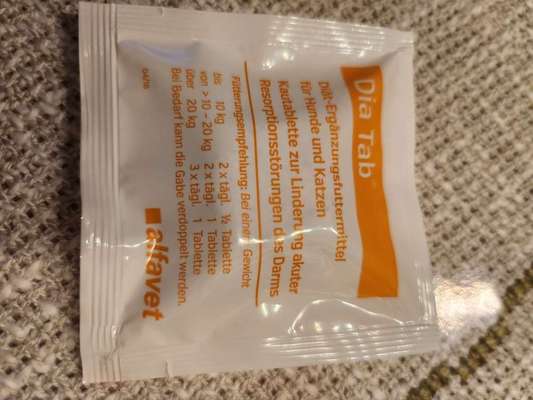 Dia Tab®
Diät-Ergänzungsfuttermittel
für Hunde und Katzen
Kautablette zur Linderung akuter
Resorptionsstörungen des Darms
Fütterungsempfehlung: Bei einem Gewicht
bis 10 kg 2 x tägl. ½ Tablette
von > 10 – 20 kg 2 x tägl. 1 Tablette
über 20 kg 3 x tägl. 1 Tablette
Bei Bedarf kann die Gabe verdoppelt werden.
04/18
alfavet